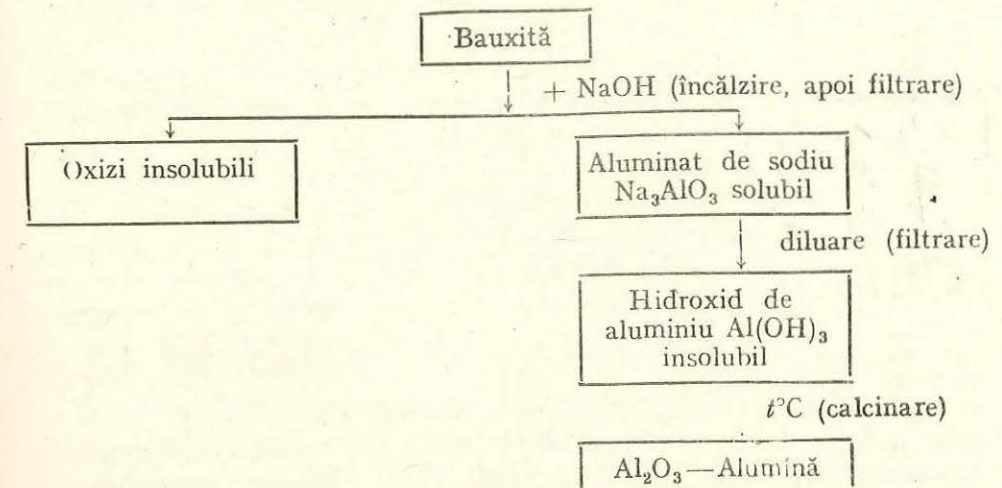 Bauxită
+ NaOH (încălzire, apoi filtrare)
Oxizi insolubili
Aluminat de sodiu
Na₃AlO₃ solubil
diluare (filtrare)
Hidroxid de
aluminiu Al(OH)₃
insolubil
t°C (calcinare)
Al₂O₃—Alumină